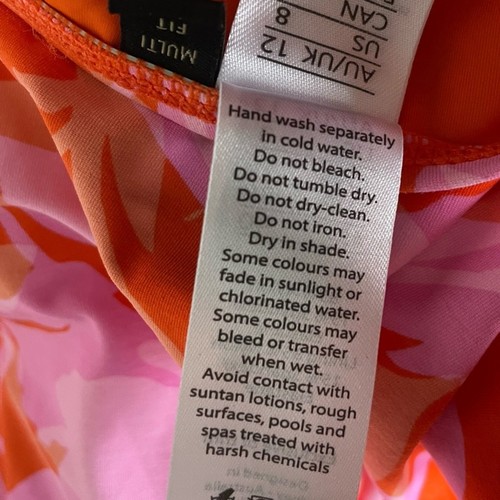 MULTI
FIT
AU/UK 12
US 8
CAN
Hand wash separately
in cold water.
Do not bleach.
Do not tumble dry.
Do not dry-clean.
Do not iron.
Dry in shade.
Some colours may
fade in sunlight or
chlorinated water.
Some colours may
bleed or transfer
when wet.
Avoid contact with
suntan lotions, rough
surfaces, pools and
spas treated with
harsh chemicals
Designed in
Australia